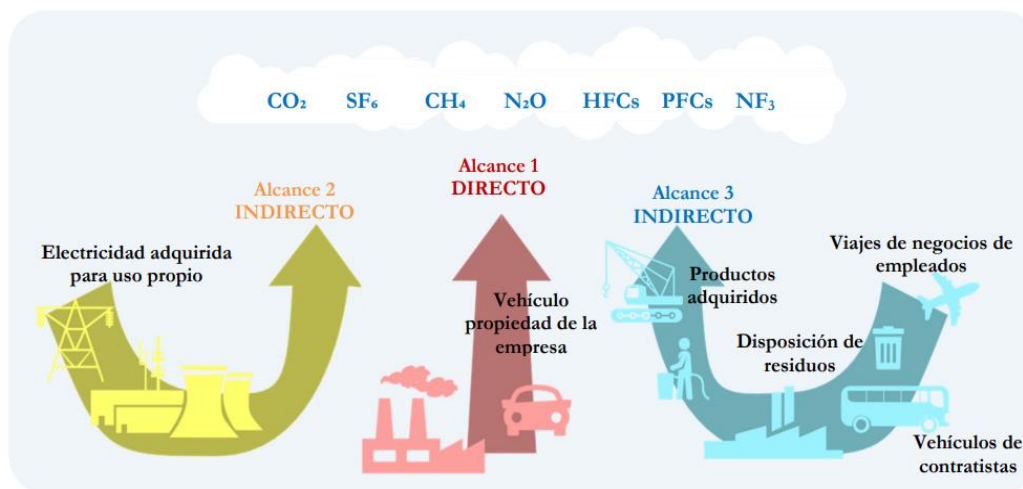 CO₂ SF₆ CH₄ N₂O HFCs PFCs NF₃
Alcance 2
INDIRECTO
Alcance 1
DIRECTO
Alcance 3
INDIRECTO
Electricidad adquirida
para uso propio
Vehículo
propiedad de la
empresa
Productos
adquiridos
Viajes de negocios de
empleados
Disposición de
residuos
Vehículos de
contratistas